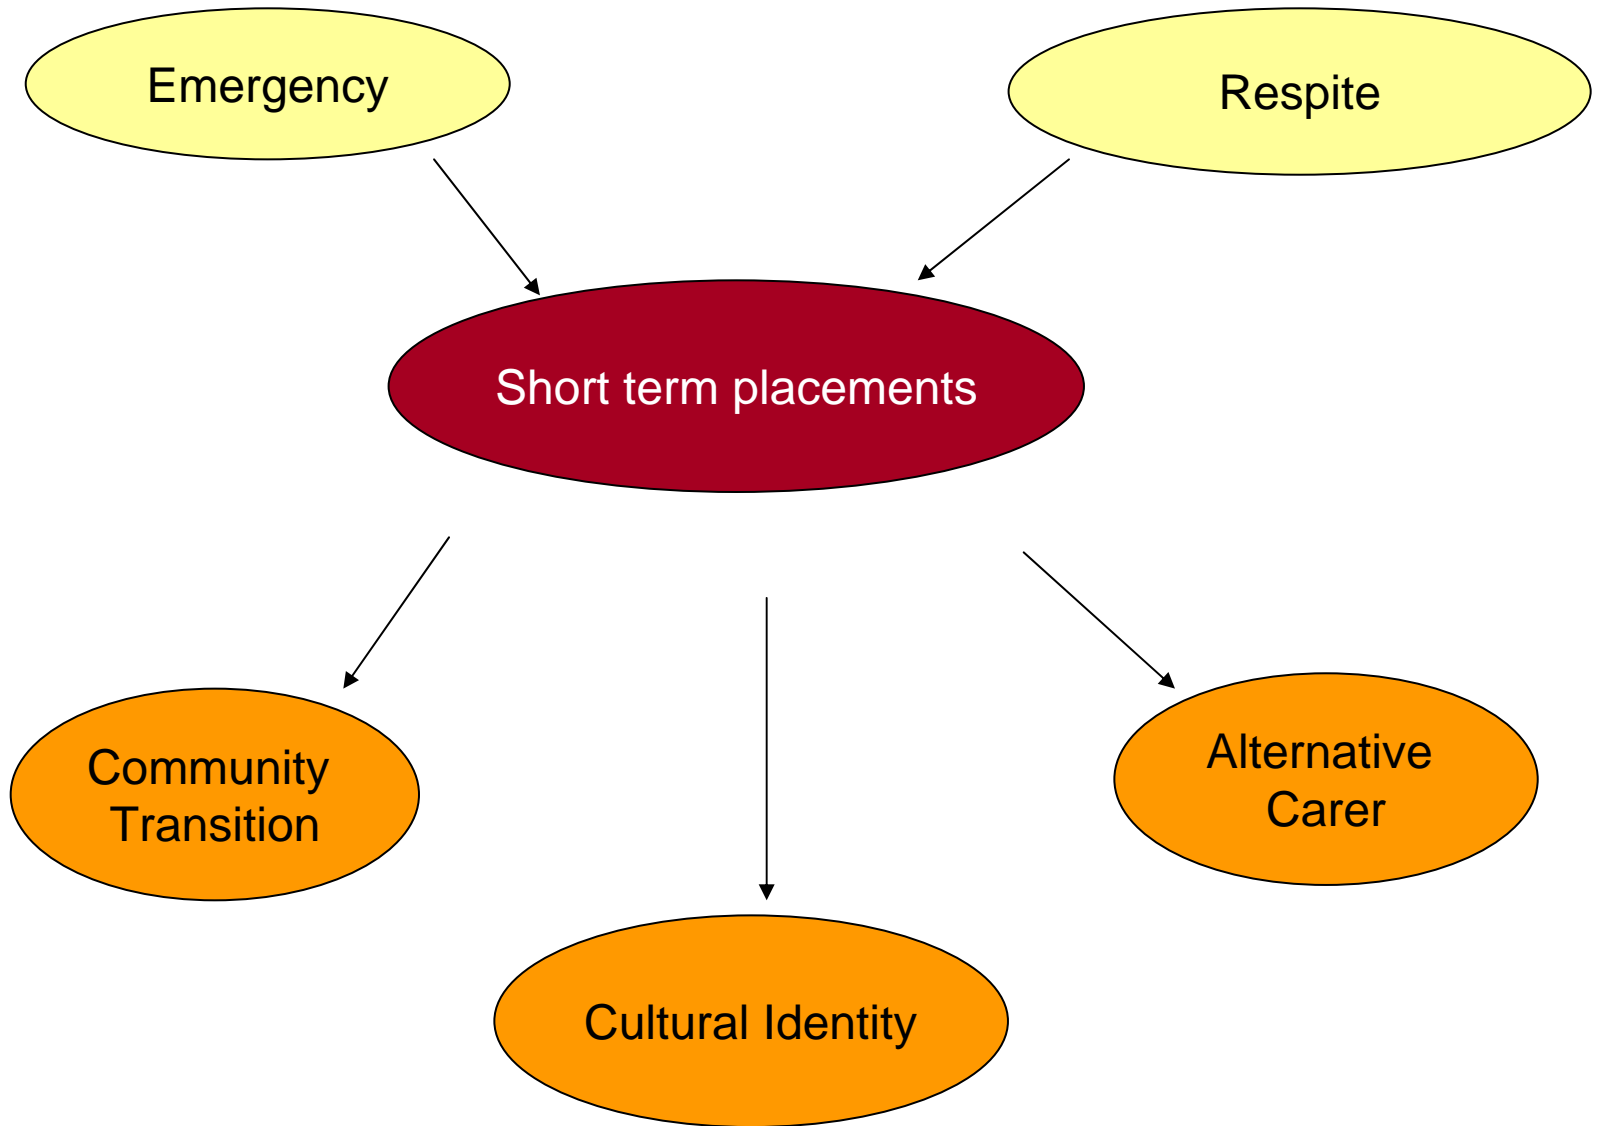 Emergency
Respite
Short term placements
Community
Transition
Alternative
Carer
Cultural Identity